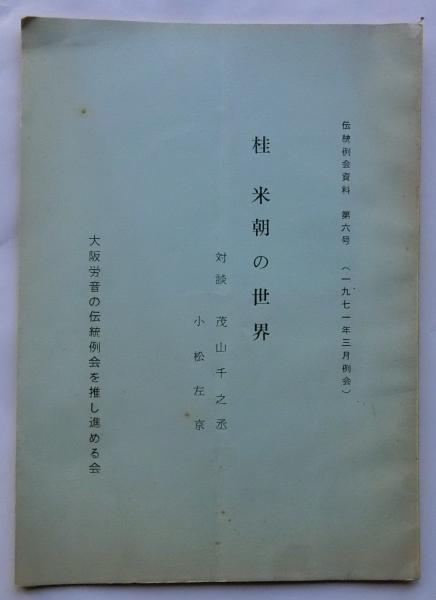 伝統例会資料 第六号 (一九七一年三月例会)
桂 米朝の世界
対談 茂山千之丞
小松左京
大阪労音の伝統例会を推し進める会